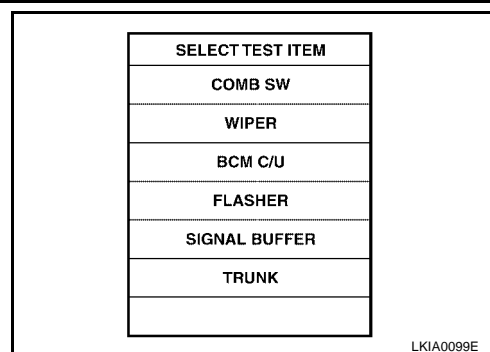 SELECT TEST ITEM
COMB SW
WIPER
BCM C/U
FLASHER
SIGNAL BUFFER
TRUNK
LKIA0099E